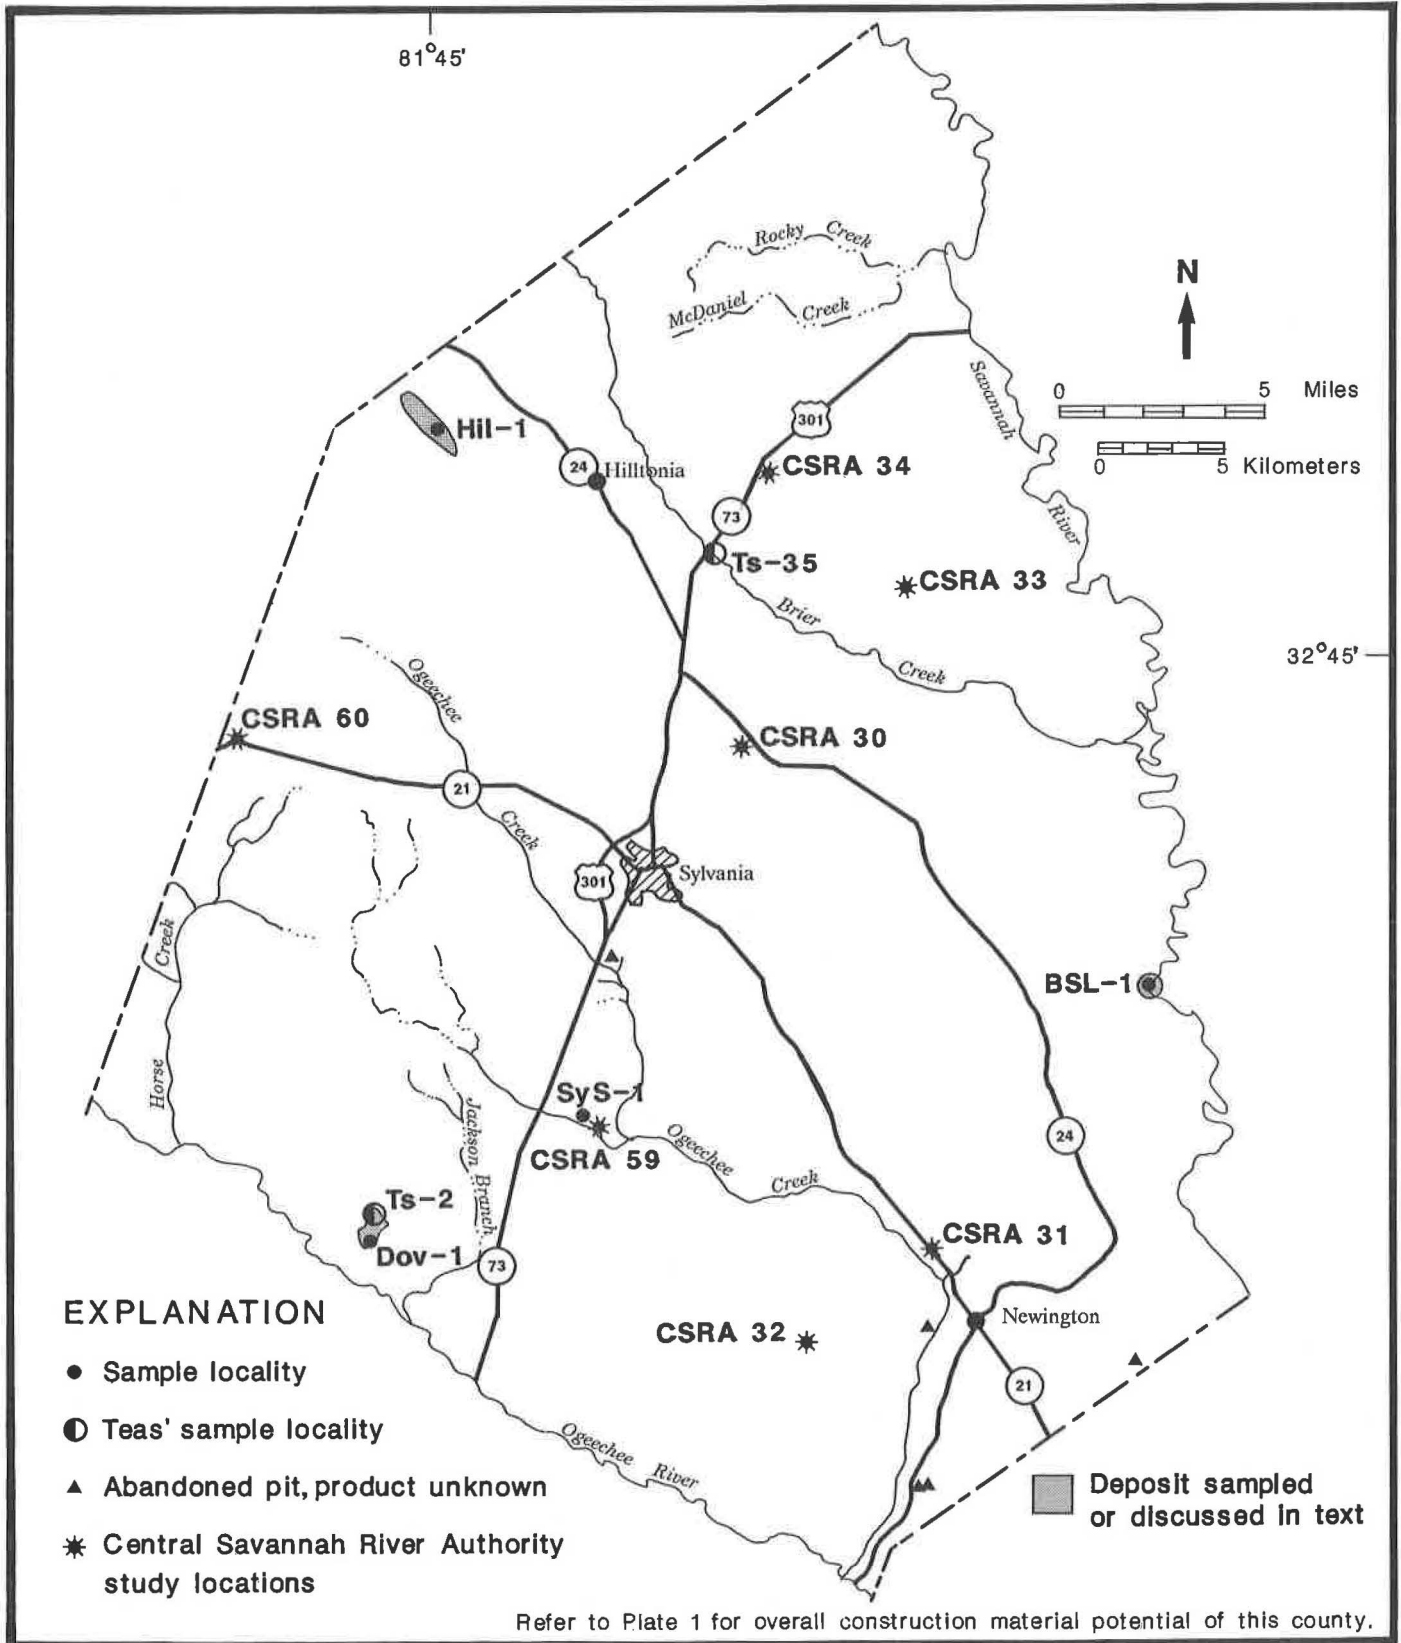 81°45'
Rocky Creek
McDaniel Creek
N
Savannah River
0 5 Miles
0 5 Kilometers
301
Hil-1
24
Hilltonia
CSRA 34
73
Ts-35
CSRA 33
Brier Creek
32°45'
Ogeechee Creek
CSRA 60
CSRA 30
21
301
Sylvania
Horse Creek
BSL-1
SyS-1
CSRA 59
Jackson Branch
Ogeechee Creek
24
Ts-2
Dov-1
CSRA 31
73
Newington
CSRA 32
21
Ogeechee River
EXPLANATION
Sample locality
Teas' sample locality
Abandoned pit, product unknown
Central Savannah River Authority
study locations
Deposit sampled
or discussed in text
Refer to Plate 1 for overall construction material potential of this county.